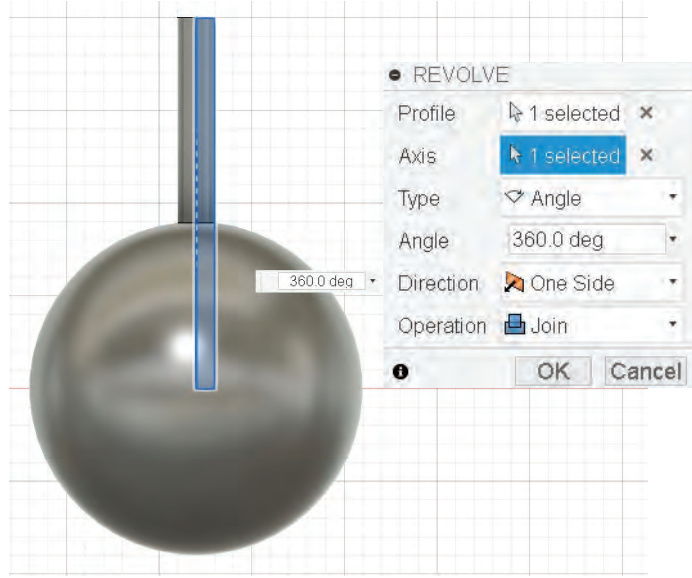 REVOLVE
Profile 1 selected
Axis 1 selected
Type Angle
Angle 360.0 deg
360.0 deg
Direction One Side
Operation Join
OK Cancel